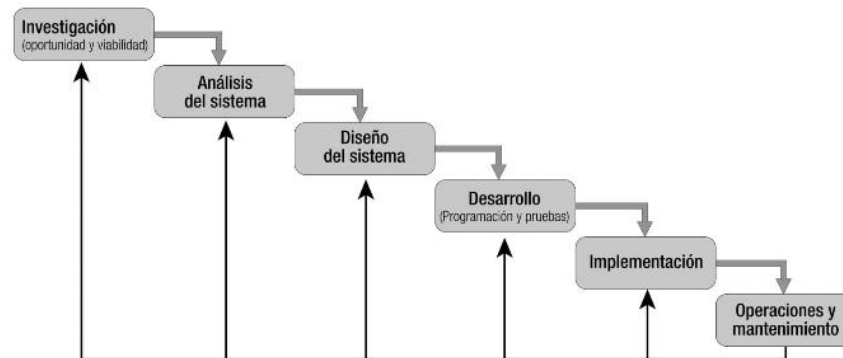 Investigación
(oportunidad y viabilidad)
Análisis
del sistema
Diseño
del sistema
Desarrollo
(Programación y pruebas)
Implementación
Operaciones y
mantenimiento